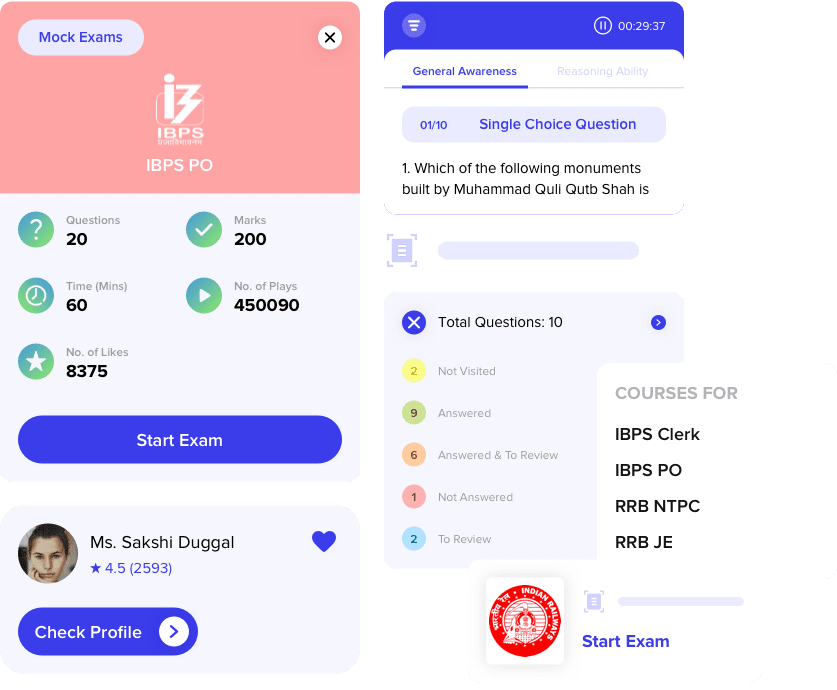 Mock Exams
IBPS
प्रज्ञाविधानम्
IBPS PO
Questions
20
Marks
200
Time (Mins)
60
No. of Plays
450090
No. of Likes
8375
Start Exam
Ms. Sakshi Duggal
4.5 (2593)
Check Profile
00:29:37
General Awareness
Reasoning Ability
01/10
Single Choice Question
1. Which of the following monuments
built by Muhammad Quli Qutb Shah is
Total Questions: 10
2 Not Visited
9 Answered
6 Answered & To Review
1 Not Answered
2 To Review
COURSES FOR
IBPS Clerk
IBPS PO
RRB NTPC
RRB JE
भारतीय रेल INDIAN RAILWAYS
Start Exam